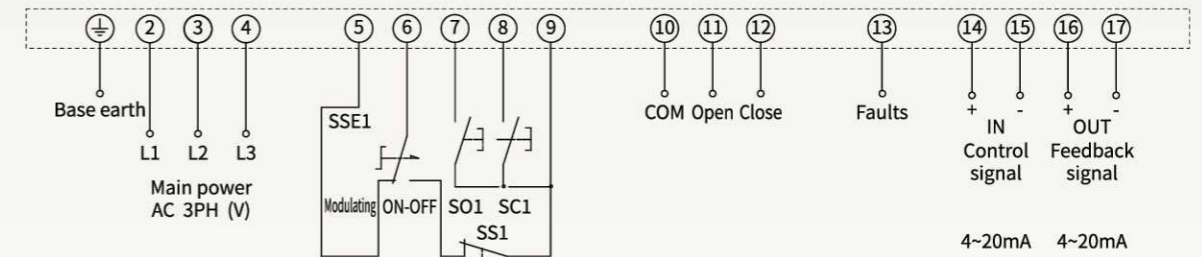 2 3 4 5 6 7 8 9 10 11 12 13 14 15 16 17
Base earth
L1 L2 L3
Main power
AC 3PH (V)
SSE1
Modulating ON-OFF SO1 SC1
SS1
COM Open Close
Faults
+ - + -
IN
Control
signal
OUT
Feedback
signal
4~20mA 4~20mA